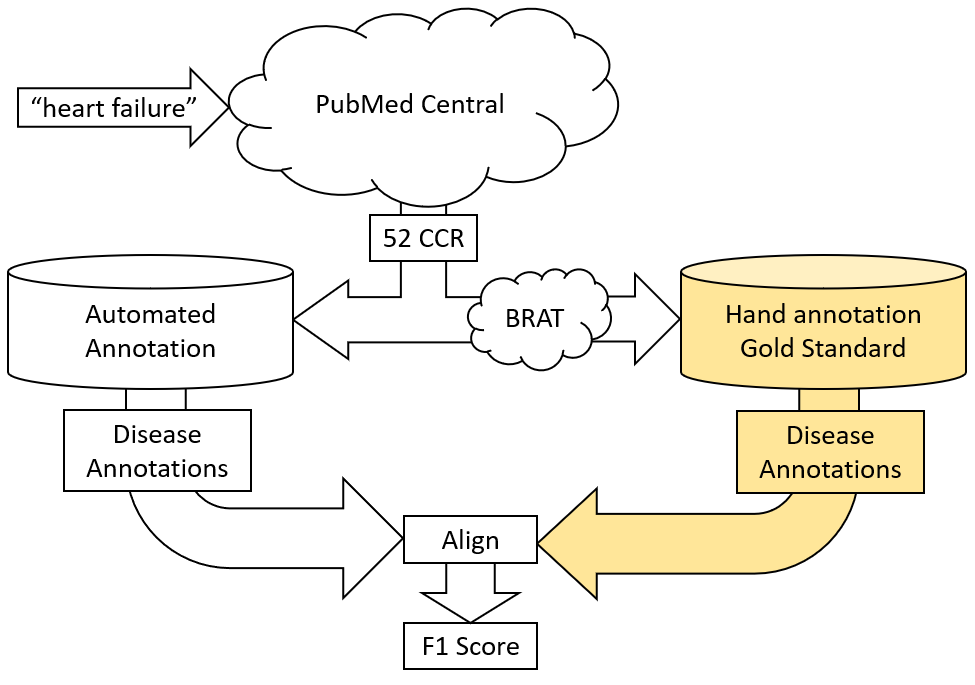 “heart failure”
PubMed Central
52 CCR
Automated
Annotation
BRAT
Hand annotation
Gold Standard
Disease
Annotations
Disease
Annotations
Align
F1 Score